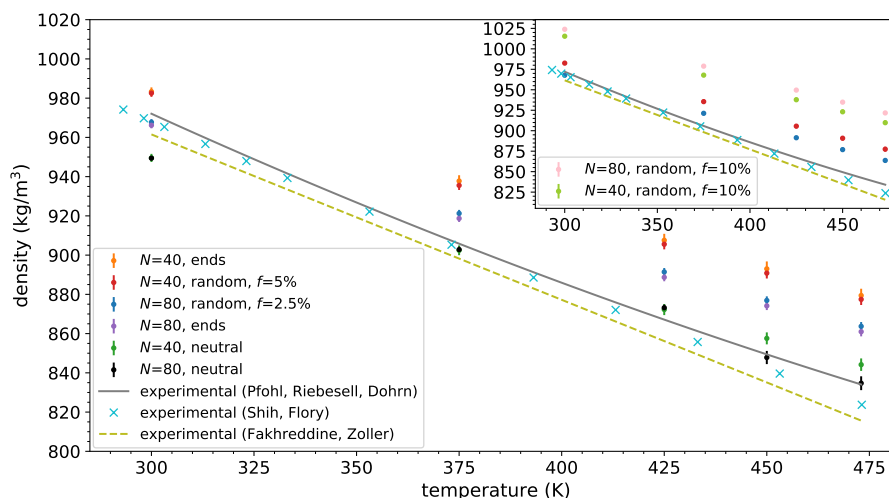 1020
1000
980
960
940
920
900
880
860
840
820
800
density (kg/m³)
300
325
350
375
400
425
450
475
temperature (K)
N=40, ends
N=40, random, f=5%
N=80, random, f=2.5%
N=80, ends
N=40, neutral
N=80, neutral
experimental (Pfohl, Riebesell, Dohrn)
experimental (Shih, Flory)
experimental (Fakhreddine, Zoller)
1025
1000
975
950
925
900
875
850
825
300
350
400
450
N=80, random, f=10%
N=40, random, f=10%